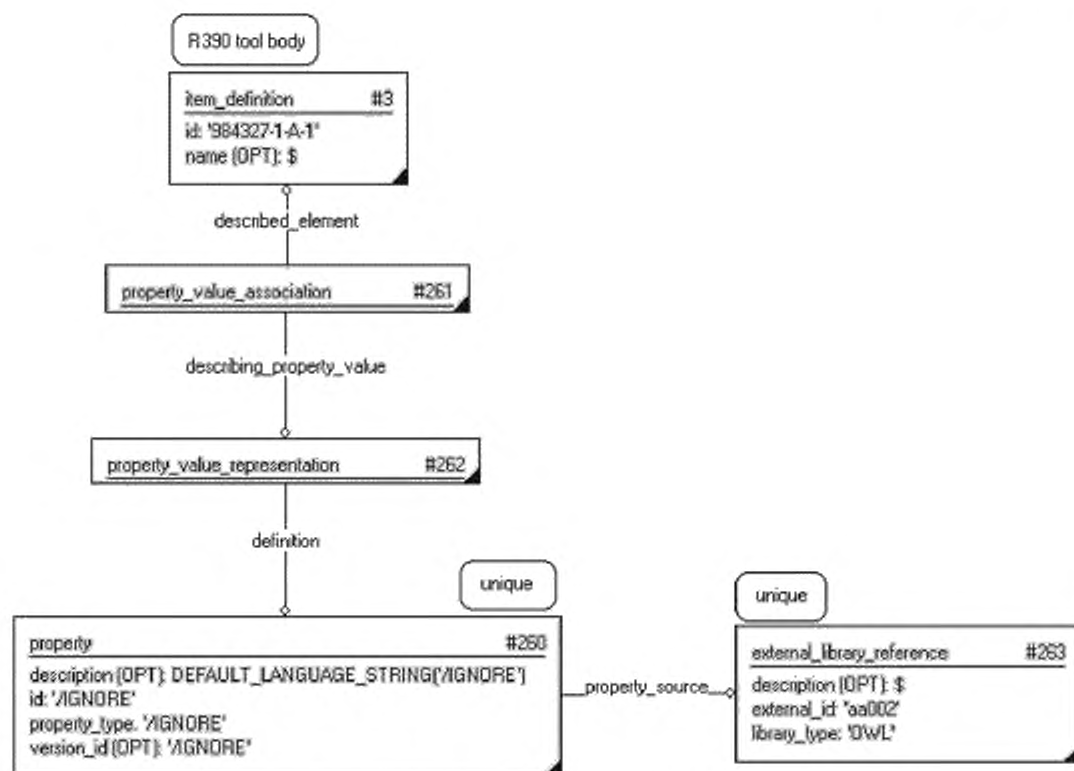 R390 tool body
item_definition #3
id: '984327-1-A-1"
name (OPT): $
described_element
property_value_association #261
describing_property_value
property_value_representation #262
definition
unique
unique
property #260
description (OPT): DEFAULT_LANGUAGE_STRING('/IGNORE')
id: '/IGNORE'
property_type. '/IGNORE'
version_id (OPT): '/IGNORE'
property_source
external_library_reference #263
description (OPT): $
external_id: "aa002'
library_type: "OWL"